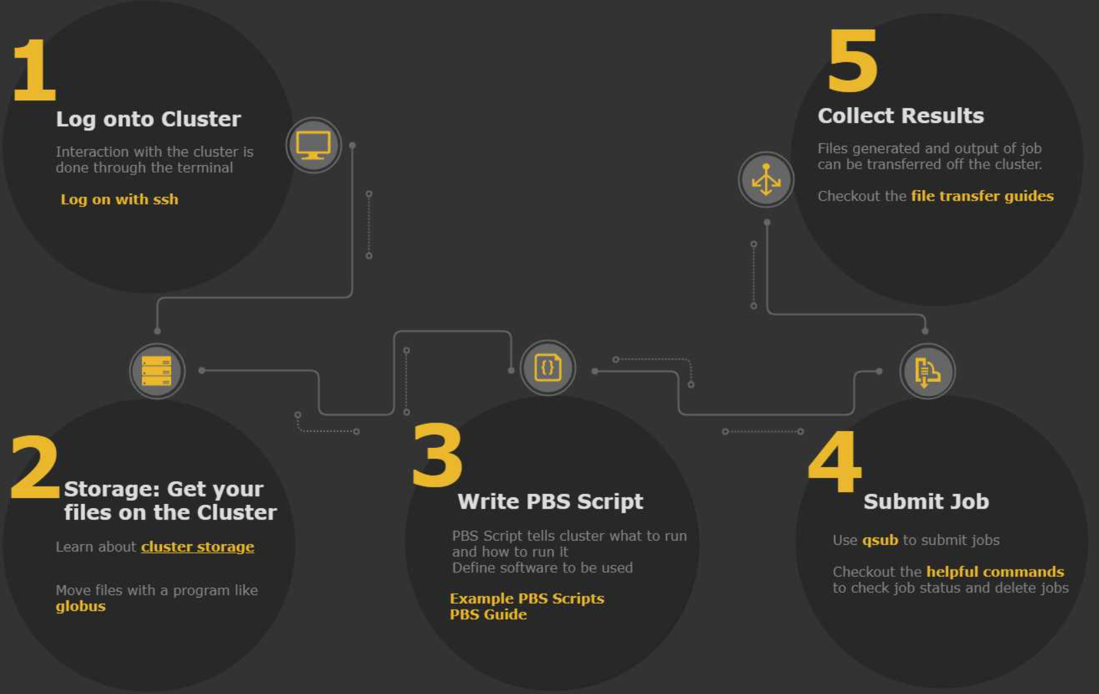 1
Log onto Cluster
Interaction with the cluster is
done through the terminal
Log on with ssh
2
Storage: Get your
files on the Cluster
Learn about cluster storage
Move files with a program like
globus
3
Write PBS Script
PBS Script tells cluster what to run
and how to run it
Define software to be used
Example PBS Scripts
PBS Guide
4
Submit Job
Use qsub to submit jobs
Checkout the helpful commands
to check job status and delete jobs
5
Collect Results
Files generated and output of job
can be transferred off the cluster.
Checkout the file transfer guides